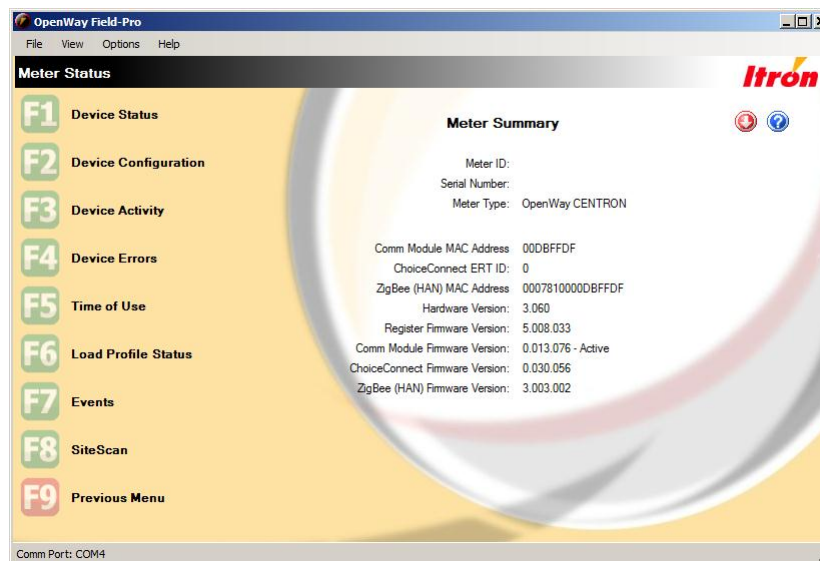 OpenWay Field-Pro
File View Options Help
Meter Status
Itrón
F1 Device Status
F2 Device Configuration
F3 Device Activity
F4 Device Errors
F5 Time of Use
F6 Load Profile Status
F7 Events
F8 SiteScan
F9 Previous Menu
Meter Summary
Meter ID:
Serial Number:
Meter Type: OpenWay CENTRON
Comm Module MAC Address 00DBFFDF
ChoiceConnect ERT ID: 0
ZigBee (HAN) MAC Address 0007810000DBFFDF
Hardware Version: 3.060
Register Firmware Version: 5.008.033
Comm Module Firmware Version: 0.013.076 - Active
ChoiceConnect Firmware Version: 0.030.056
ZigBee (HAN) Firmware Version: 3.003.002
Comm Port: COM4